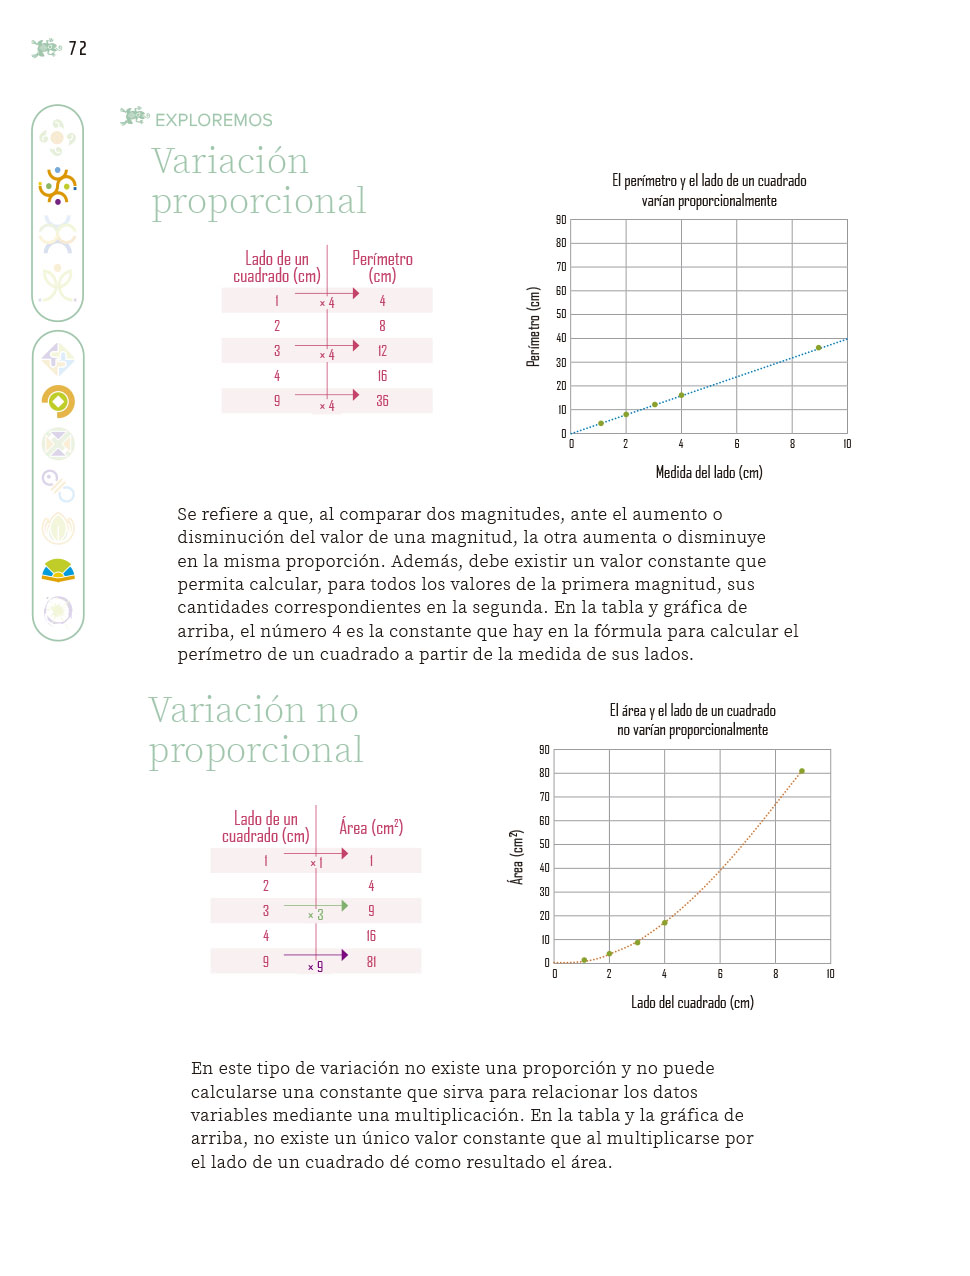 72
EXPLOREMOS
Variación
proporcional
Lado de un
cuadrado (cm)
Perímetro
(cm)
1 × 4 4
2 8
3 × 4 12
4 16
9 × 4 36
El perímetro y el lado de un cuadrado
varían proporcionalmente
Perímetro (cm)
90
80
70
60
50
40
30
20
10
0
0 2 4 6 8 10
Medida del lado (cm)
Se refiere a que, al comparar dos magnitudes, ante el aumento o
disminución del valor de una magnitud, la otra aumenta o disminuye
en la misma proporción. Además, debe existir un valor constante que
permita calcular, para todos los valores de la primera magnitud, sus
cantidades correspondientes en la segunda. En la tabla y gráfica de
arriba, el número 4 es la constante que hay en la fórmula para calcular el
perímetro de un cuadrado a partir de la medida de sus lados.
Variación no
proporcional
Lado de un
cuadrado (cm)
Área (cm²)
1 × 1 1
2 4
3 × 3 9
4 16
9 × 9 81
El área y el lado de un cuadrado
no varían proporcionalmente
Área (cm²)
90
80
70
60
50
40
30
20
10
0
0 2 4 6 8 10
Lado del cuadrado (cm)
En este tipo de variación no existe una proporción y no puede
calcularse una constante que sirva para relacionar los datos
variables mediante una multiplicación. En la tabla y la gráfica de
arriba, no existe un único valor constante que al multiplicarse por
el lado de un cuadrado dé como resultado el área.